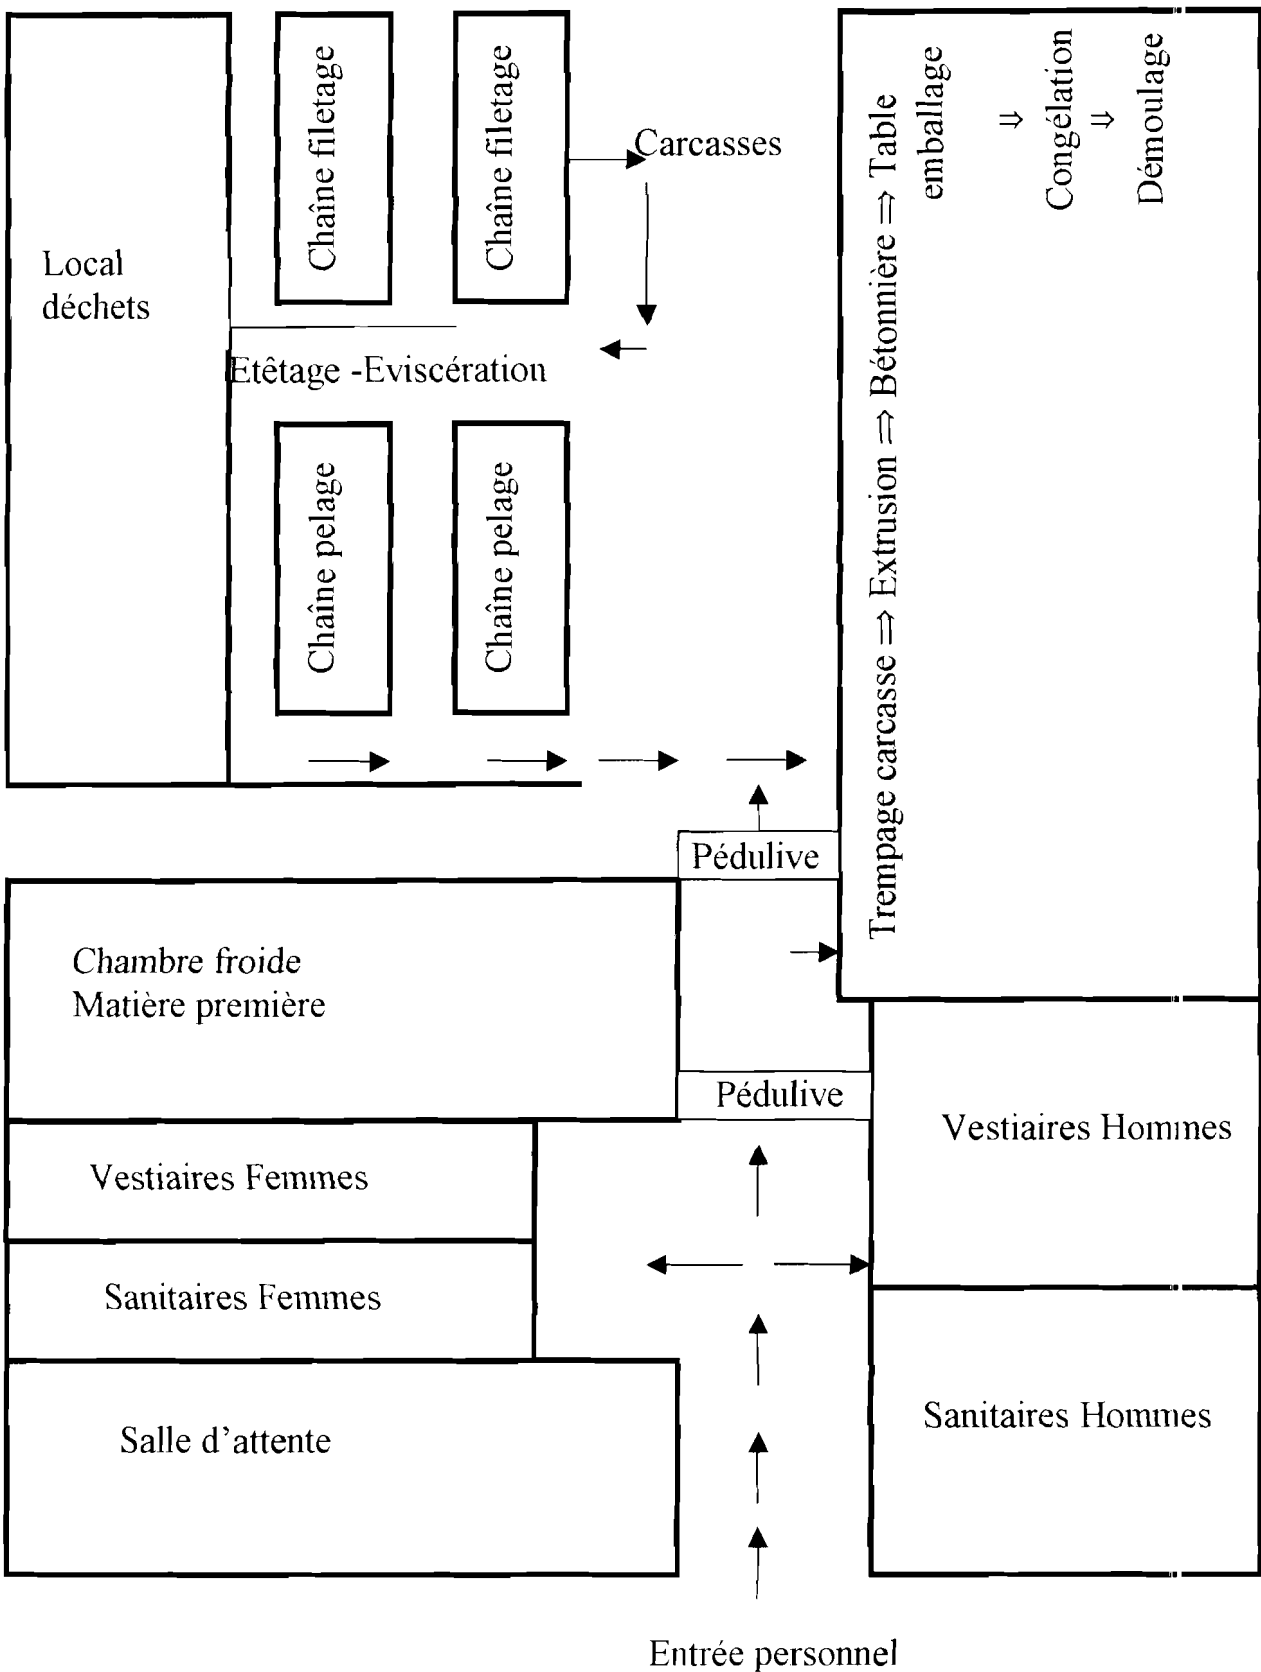 Chaîne filetage
Chaîne filetage
Carcasses
Local
déchets
Etêtage -Eviscération
Chaîne pelage
Chaîne pelage
Trempage carcasse ⇒ Extrusion ⇒ Bétonnière ⇒ Table
emballage
⇒
Congélation
⇒
Démoulage
Pédulive
Chambre froide
Matière première
Pédulive
Vestiaires Hommes
Vestiaires Femmes
Sanitaires Femmes
Sanitaires Hommes
Salle d'attente
Entrée personnel